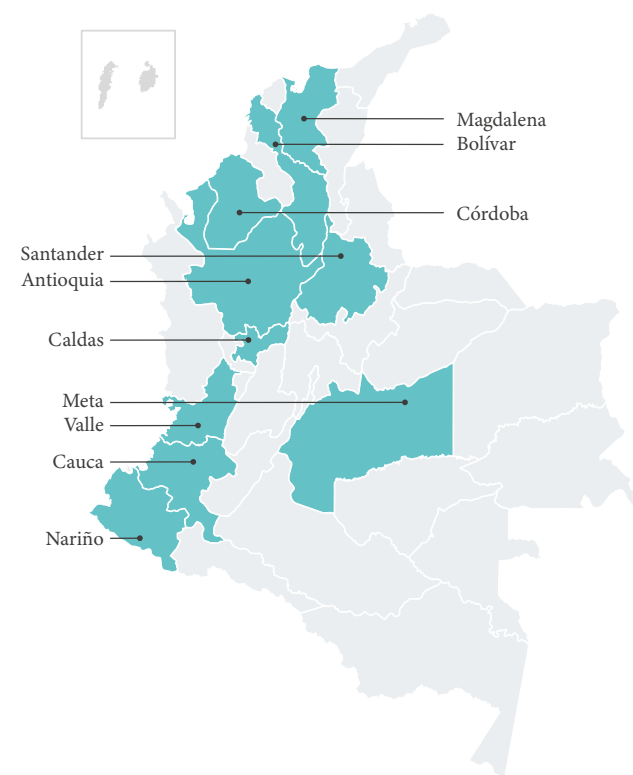 Magdalena
Bolívar
Córdoba
Santander
Antioquia
Caldas
Meta
Valle
Cauca
Nariño